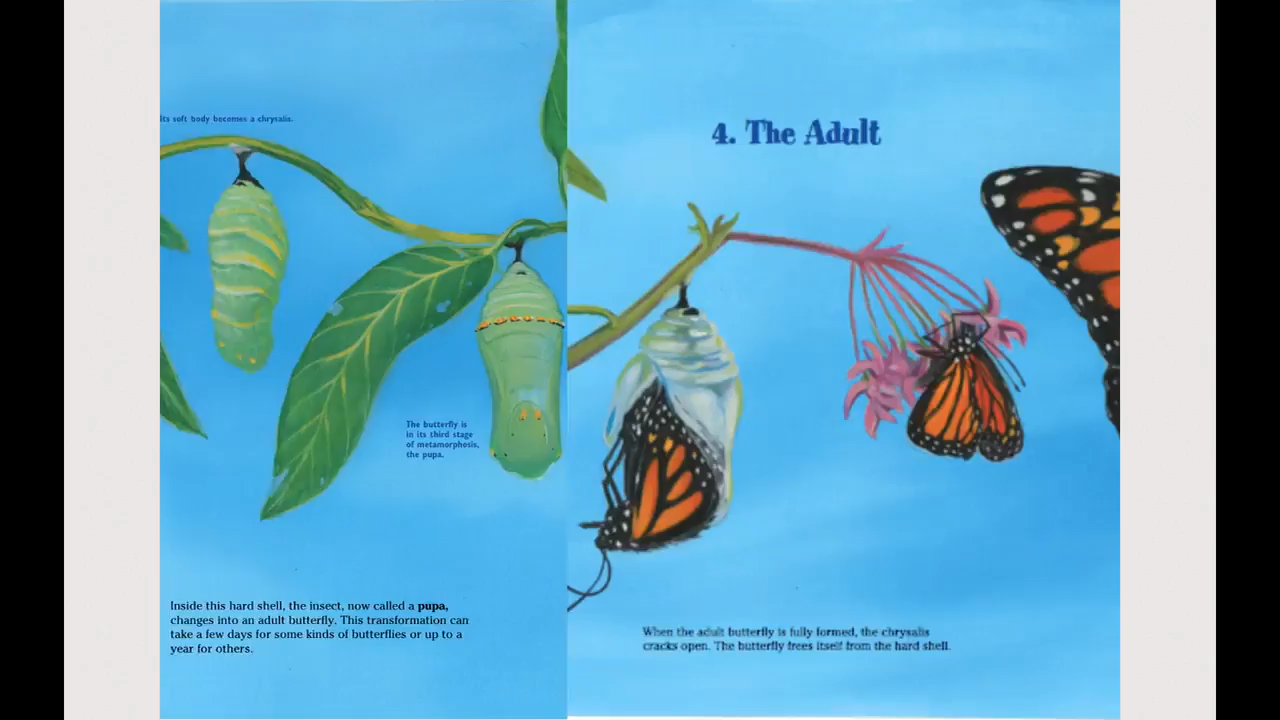 Its soft body becomes a chrysalis.
The butterfly is
in its third stage
of metamorphosis,
the pupa.
Inside this hard shell, the insect, now called a pupa,
changes into an adult butterfly. This transformation can
take a few days for some kinds of butterflies or up to a
year for others.
4. The Adult
When the adult butterfly is fully formed, the chrysalis
cracks open. The butterfly frees itself from the hard shell.